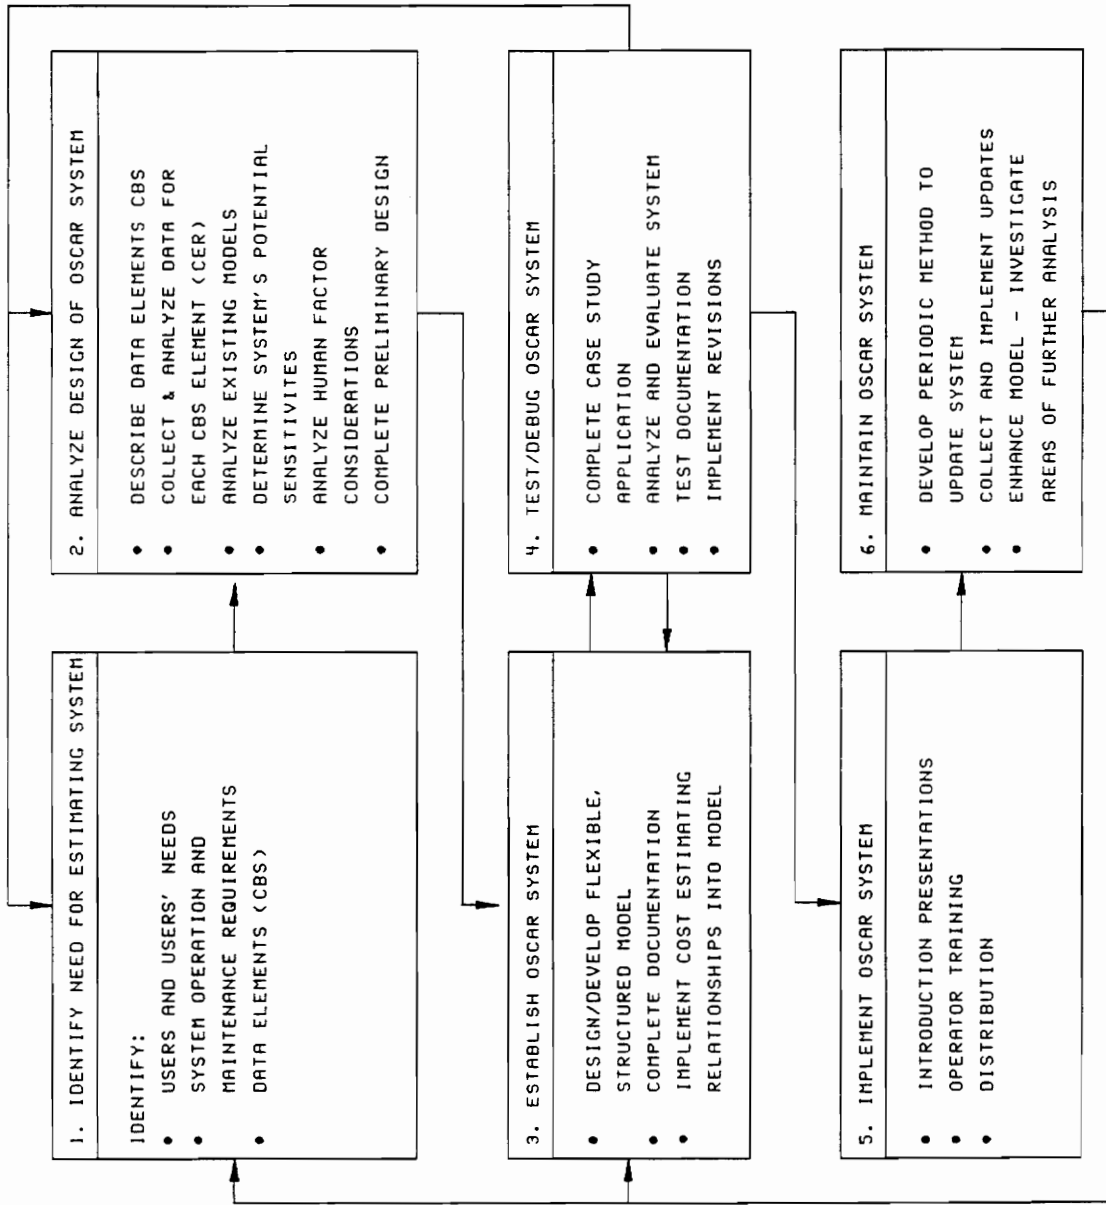 1. IDENTIFY NEED FOR ESTIMATING SYSTEM
IDENTIFY:
• USERS AND USERS' NEEDS
• SYSTEM OPERATION AND
MAINTENANCE REQUIREMENTS
• DATA ELEMENTS (CBS)
2. ANALYZE DESIGN OF OSCAR SYSTEM
• DESCRIBE DATA ELEMENTS CBS
• COLLECT & ANALYZE DATA FOR
EACH CBS ELEMENT (CER)
• ANALYZE EXISTING MODELS
• DETERMINE SYSTEM'S POTENTIAL
SENSITIVITES
• ANALYZE HUMAN FACTOR
CONSIDERATIONS
• COMPLETE PRELIMINARY DESIGN
3. ESTABLISH OSCAR SYSTEM
• DESIGN/DEVELOP FLEXIBLE,
STRUCTURED MODEL
• COMPLETE DOCUMENTATION
• IMPLEMENT COST ESTIMATING
RELATIONSHIPS INTO MODEL
4. TEST/DEBUG OSCAR SYSTEM
• COMPLETE CASE STUDY
APPLICATION
• ANALYZE AND EVALUATE SYSTEM
• TEST DOCUMENTATION
• IMPLEMENT REVISIONS
5. IMPLEMENT OSCAR SYSTEM
• INTRODUCTION PRESENTATIONS
• OPERATOR TRAINING
• DISTRIBUTION
6. MAINTAIN OSCAR SYSTEM
• DEVELOP PERIODIC METHOD TO
UPDATE SYSTEM
• COLLECT AND IMPLEMENT UPDATES
• ENHANCE MODEL - INVESTIGATE
AREAS OF FURTHER ANALYSIS